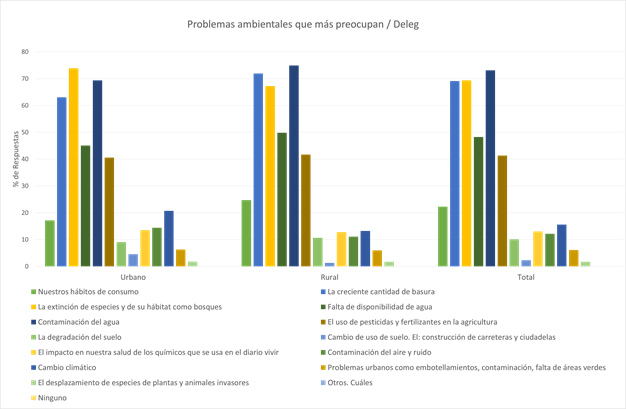 Problemas ambientales que más preocupan / Deleg
80
70
60
50
40
30
20
10
0
% de Respuestas
Urbano Rural Total
Nuestros hábitos de consumo La creciente cantidad de basura
La extinción de especies y de su hábitat como bosques Falta de disponibilidad de agua
Contaminación del agua El uso de pesticidas y fertilizantes en la agricultura
La degradación del suelo Cambio de uso de suelo. El: construcción de carreteras y ciudadelas
El impacto en nuestra salud de los químicos que se usa en el diario vivir Contaminación del aire y ruido
Cambio climático Problemas urbanos como embotellamientos, contaminación, falta de áreas verdes
El desplazamiento de especies de plantas y animales invasores Otros. Cuáles
Ninguno